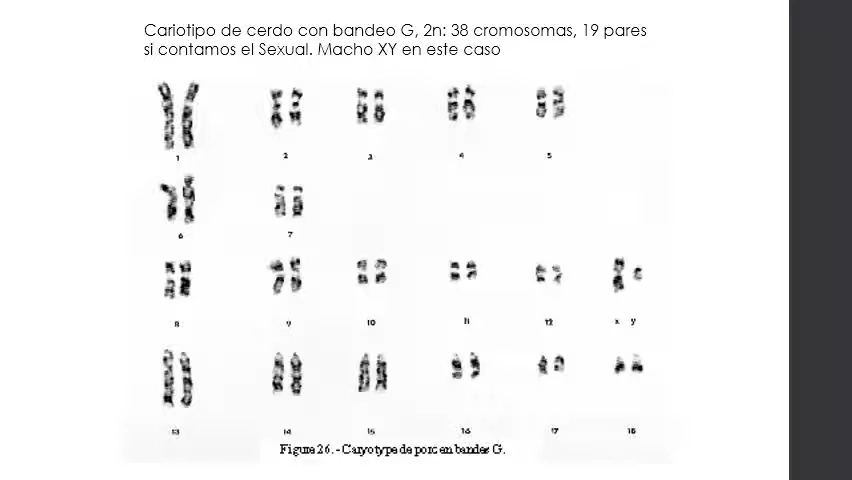 Cariotipo de cerdo con bandeo G, 2n: 38 cromosomas, 19 pares
si contamos el Sexual. Macho XY en este caso
1 2 3 4 5
6 7
8 9 10 11 12 x y
13 14 15 16 17 18
Figure 26.- Caryotype de porc en bandes G.